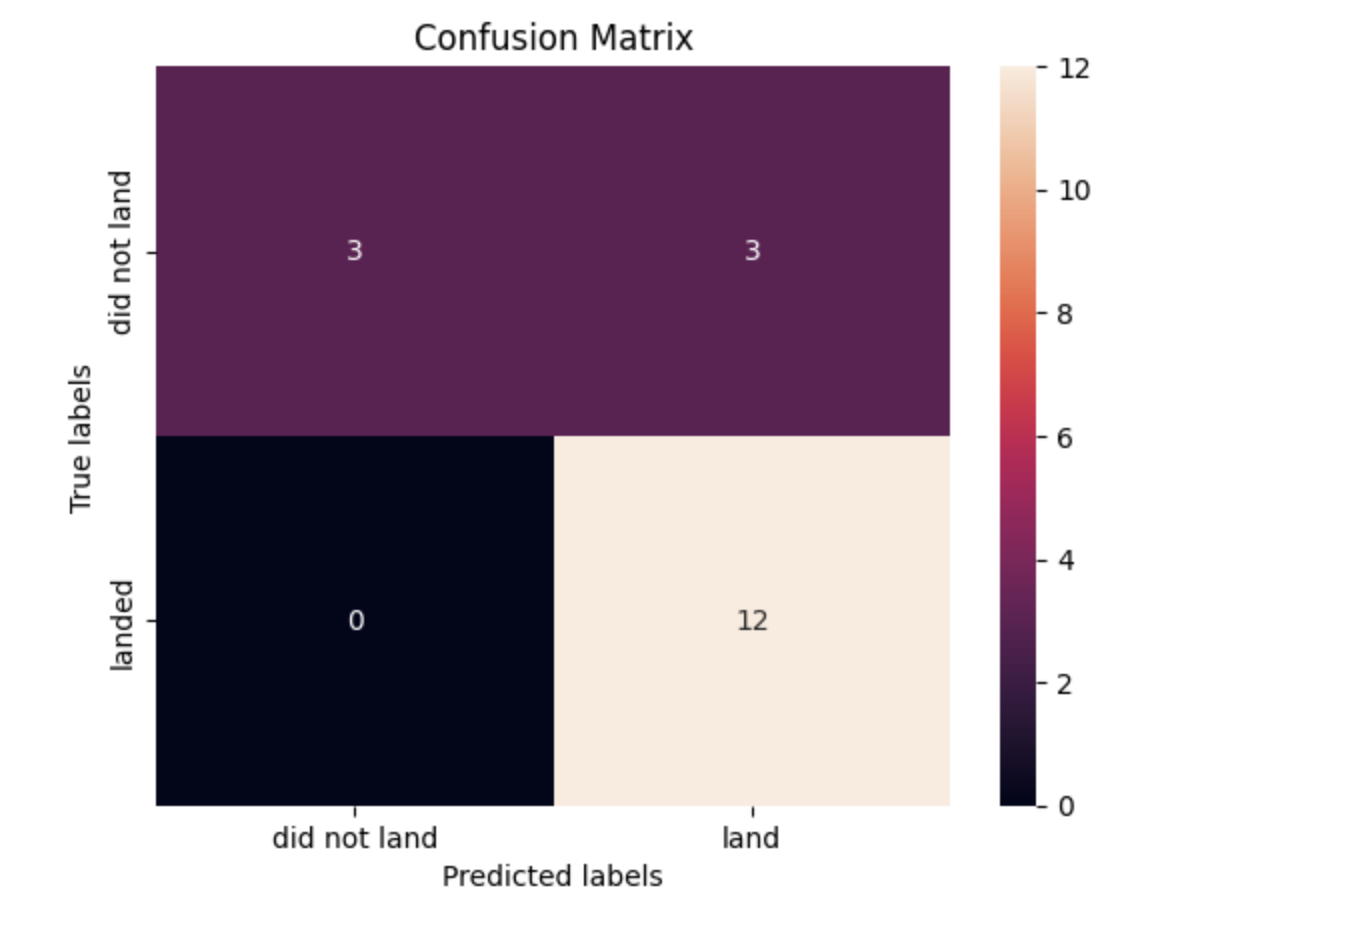 Confusion Matrix
True labels
did not land
landed
3
3
0
12
did not land
land
Predicted labels
12
10
8
6
4
2
0